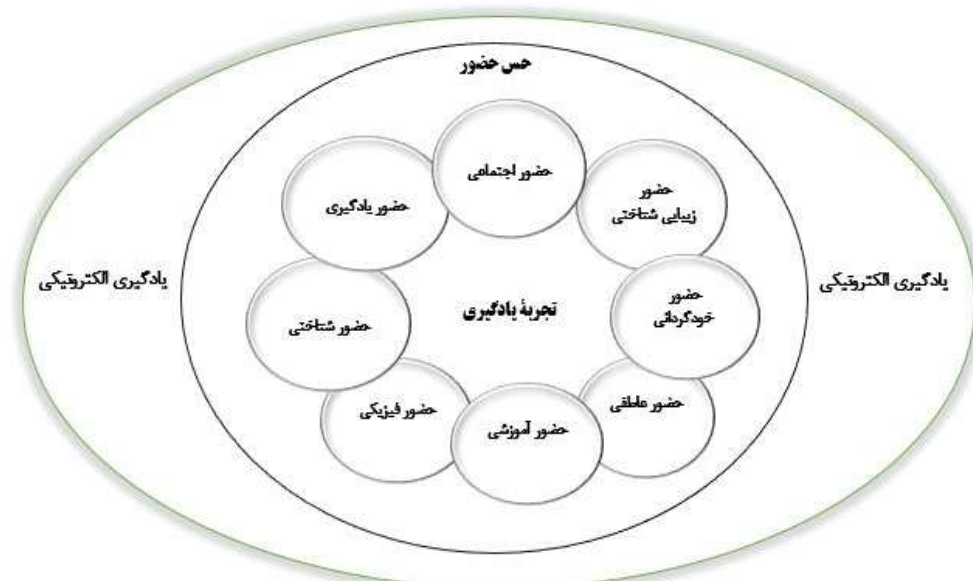 حس حضور
حضور اجتماعی
حضور
زیبایی شناختی
حضور یادگیری
یادگیری الکترونیکی
یادگیری الکترونیکی
حضور
خودگردانی
تجربۀ یادگیری
حضور شناختی
حضور عاطفی
حضور فیزیکی
حضور آموزشی